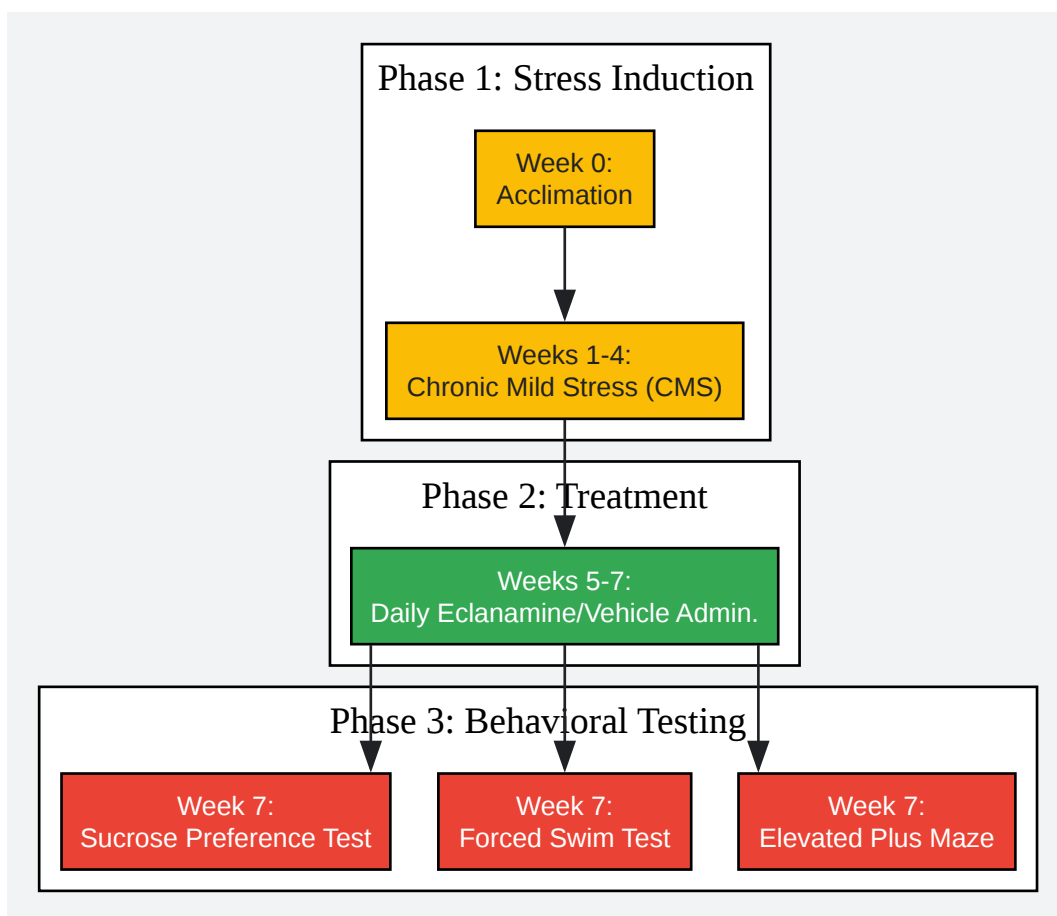 Phase 1: Stress Induction
Week 0:
Acclimation
Weeks 1-4:
Chronic Mild Stress (CMS)
Phase 2: Treatment
Weeks 5-7:
Daily Eclanamine/Vehicle Admin.
Phase 3: Behavioral Testing
Week 7:
Sucrose Preference Test
Week 7:
Forced Swim Test
Week 7:
Elevated Plus Maze